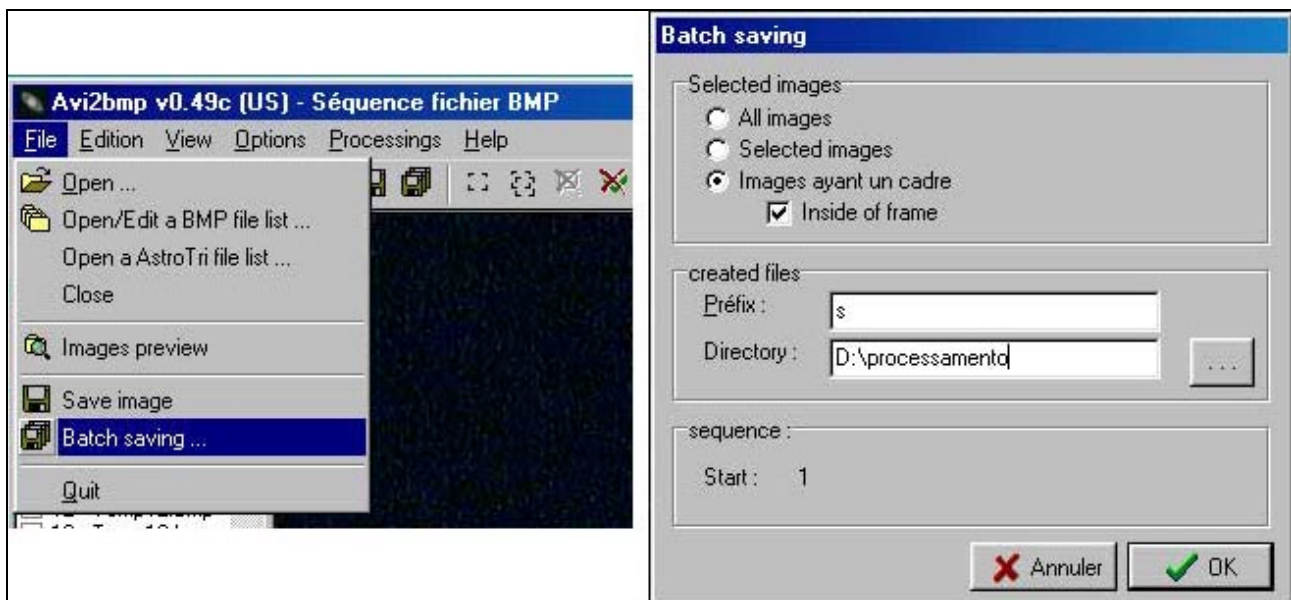 Avi2bmp v0.49c (US) - Séquence fichier BMP
File Edition View Options Processings Help
Open ...
Open/Edit a BMP file list ...
Open a AstroTri file list ...
Close
Images preview
Save image
Batch saving ...
Quit
Batch saving
Selected images
All images
Selected images
Images ayant un cadre
Inside of frame
created files
Préfix :
s
Directory :
D:\processamento
...
sequence :
Start : 1
Annuler
OK